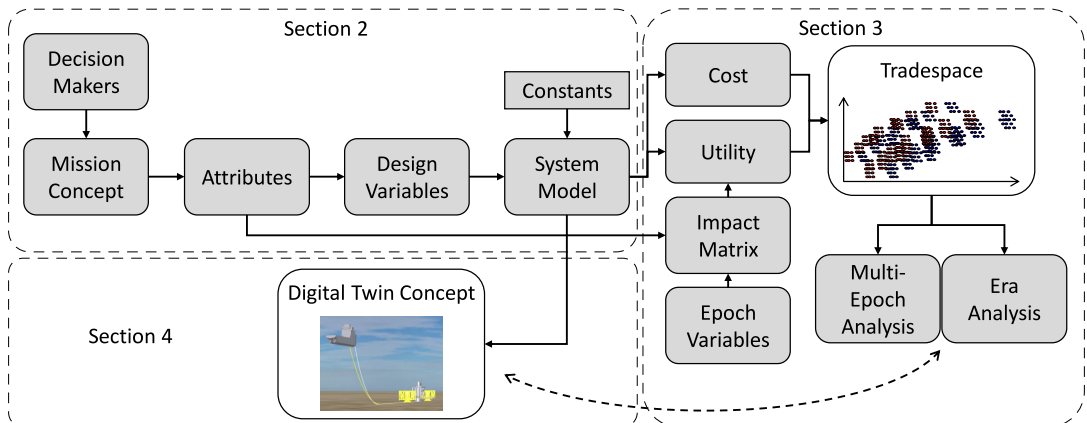 Section 2
Decision
Makers
Mission
Concept
Attributes
Design
Variables
Constants
System
Model
Section 3
Cost
Utility
Impact
Matrix
Epoch
Variables
Tradespace
Multi-
Epoch
Analysis
Era
Analysis
Section 4
Digital Twin Concept